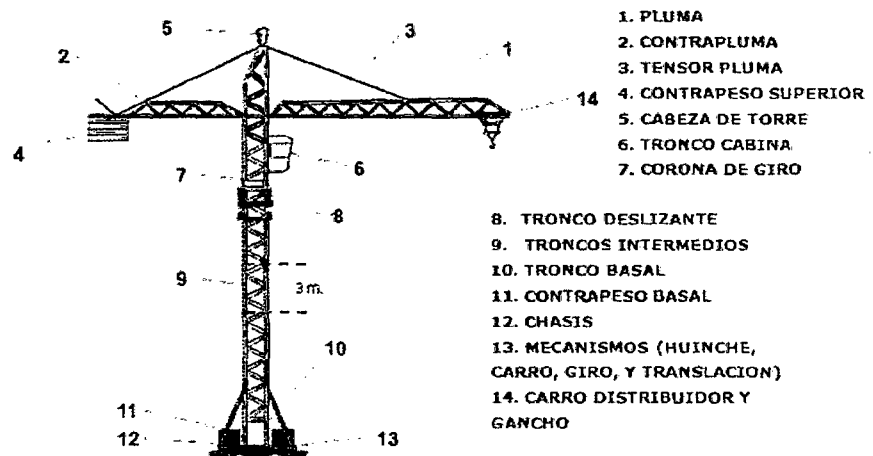 1. PLUMA
2. CONTRAPLUMA
3. TENSOR PLUMA
4. CONTRAPESO SUPERIOR
5. CABEZA DE TORRE
6. TRONCO CABINA
7. CORONA DE GIRO
8. TRONCO DESLIZANTE
9. TRONCOS INTERMEDIOS
10. TRONCO BASAL
11. CONTRAPESO BASAL
12. CHASIS
13. MECANISMOS (HUINCHE,
CARRO, GIRO, Y TRANSLACION)
14. CARRO DISTRIBUIDOR Y
GANCHO
5
3
1
2
14
4
6
7
8
9
3m.
10
11
12
13